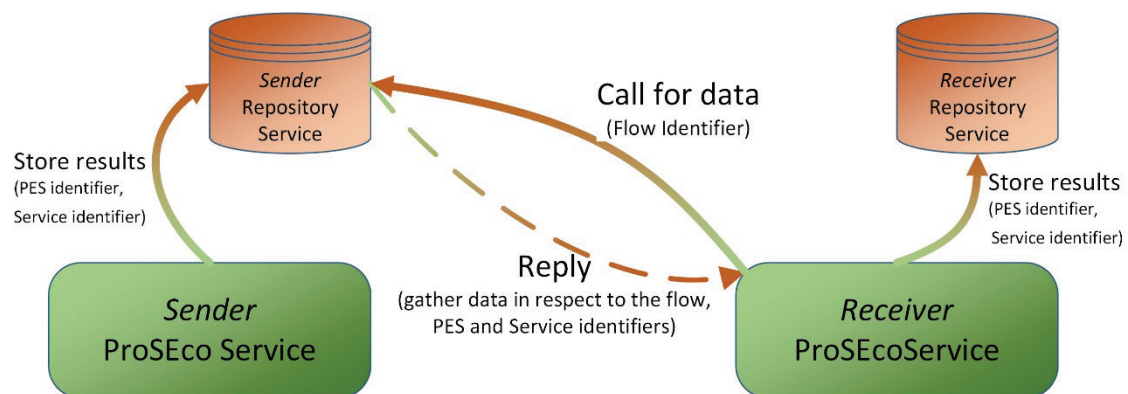 Sender
Repository
Service
Receiver
Repository
Service
Call for data
(Flow Identifier)
Store results
(PES identifier,
Service identifier)
Store results
(PES identifier,
Service identifier)
Reply
(gather data in respect to the flow,
PES and Service identifiers)
Sender
ProSEco Service
Receiver
ProSEcoService